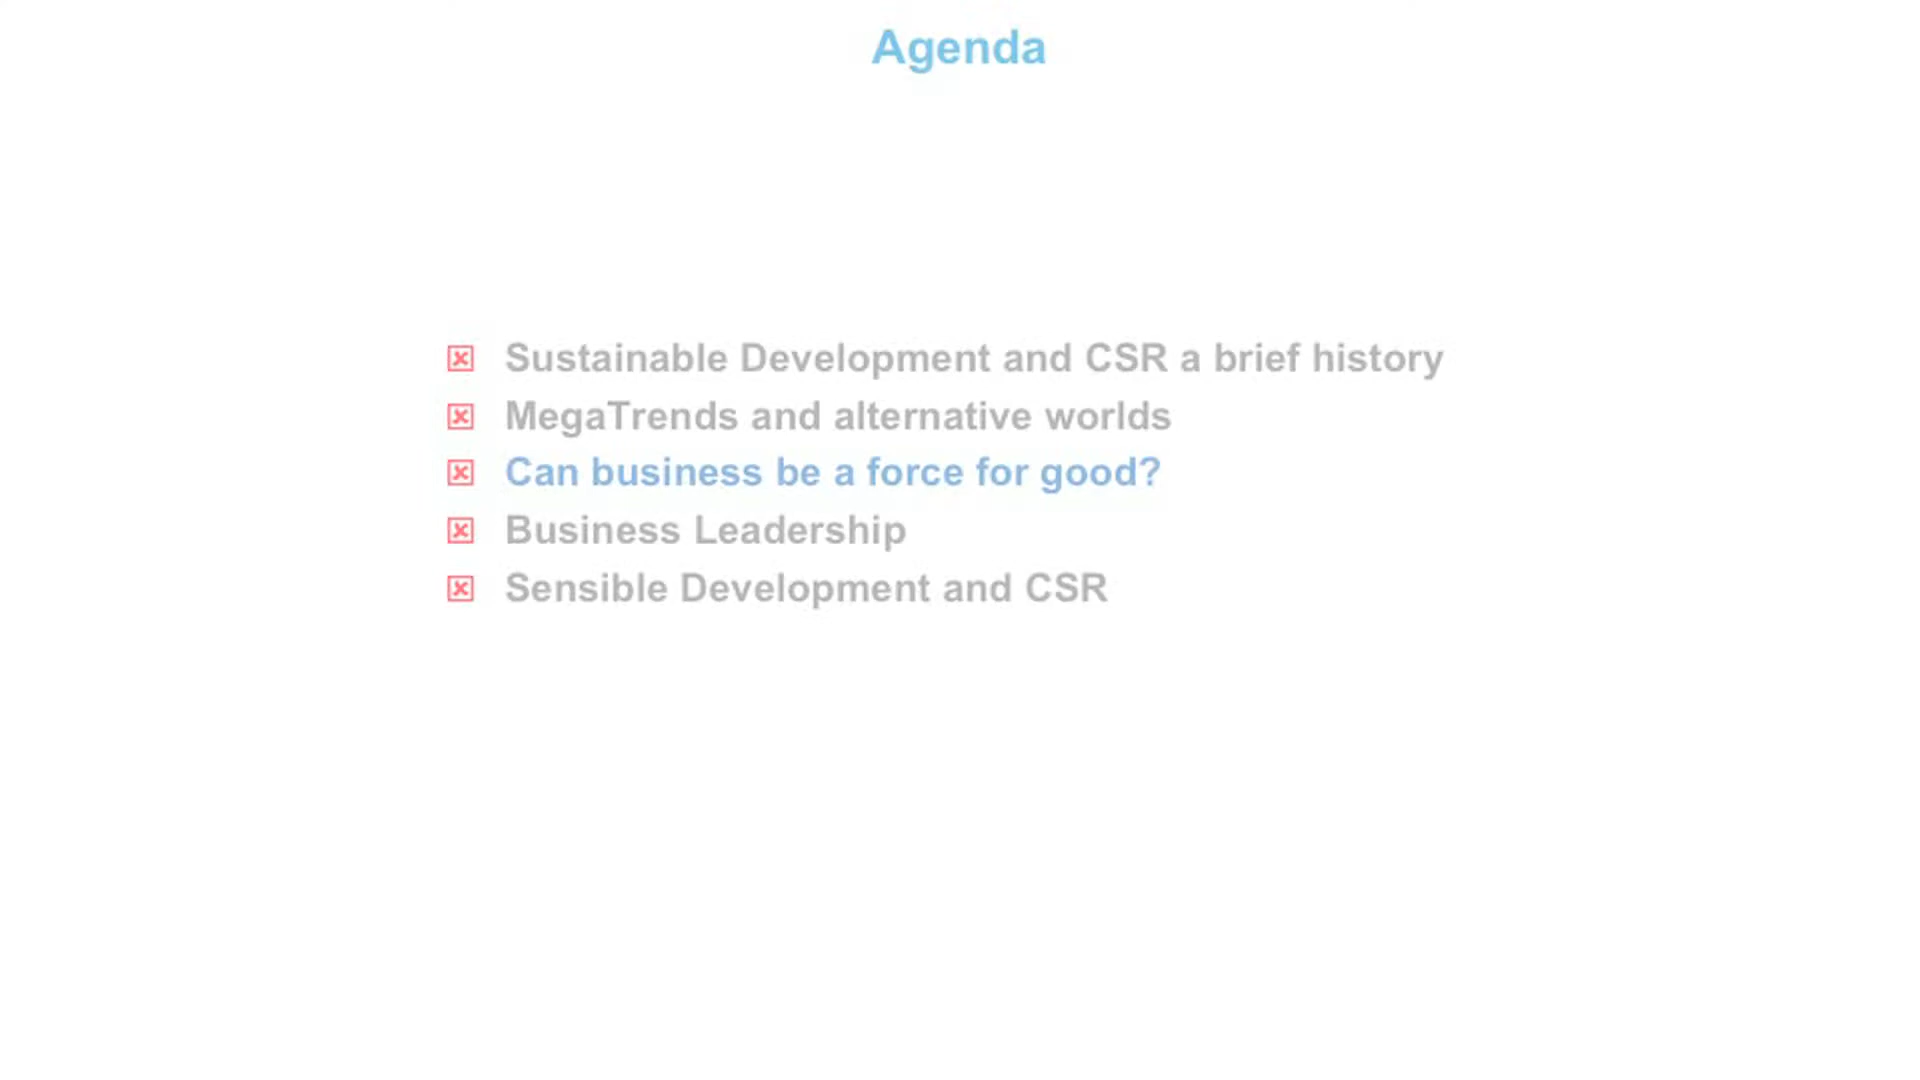 Agenda
Sustainable Development and CSR a brief history
MegaTrends and alternative worlds
Can business be a force for good?
Business Leadership
Sensible Development and CSR